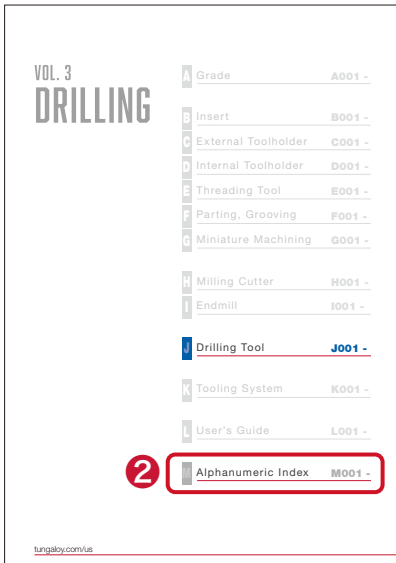 VOL. 3
DRILLING
A Grade A001 -
B Insert B001 -
C External Toolholder C001 -
D Internal Toolholder D001 -
E Threading Tool E001 -
F Parting, Grooving F001 -
G Miniature Machining G001 -
H Milling Cutter H001 -
I Endmill I001 -
J Drilling Tool J001 -
K Tooling System K001 -
L User's Guide L001 -
2 M Alphanumeric Index M001 -
tungaloy.com/us